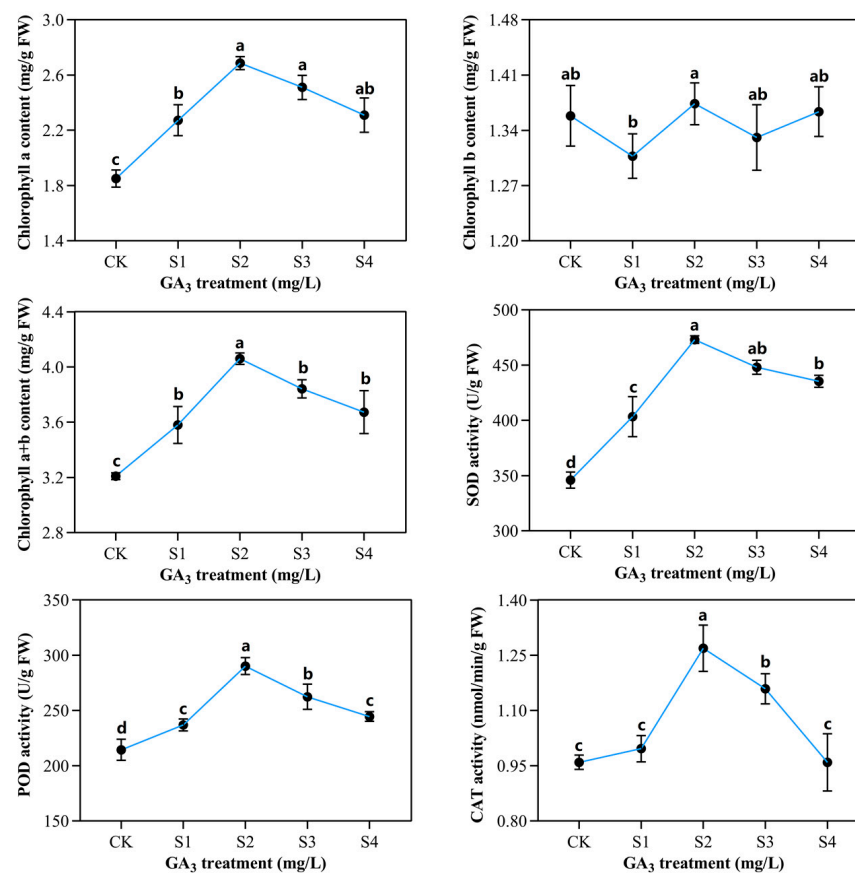 Chlorophyll a content (mg/g FW)
3.0
2.6
2.2
1.8
1.4
c
b
a
a
ab
CK S1 S2 S3 S4
GA₃ treatment (mg/L)
Chlorophyll b content (mg/g FW)
1.48
1.41
1.34
1.27
1.20
ab
b
a
ab
ab
CK S1 S2 S3 S4
GA₃ treatment (mg/L)
Chlorophyll a+b content (mg/g FW)
4.4
4.0
3.6
3.2
2.8
c
b
a
b
b
CK S1 S2 S3 S4
GA₃ treatment (mg/L)
SOD activity (U/g FW)
500
450
400
350
300
d
c
a
ab
b
CK S1 S2 S3 S4
GA₃ treatment (mg/L)
POD activity (U/g FW)
350
300
250
200
150
d
c
a
b
c
CK S1 S2 S3 S4
GA₃ treatment (mg/L)
CAT activity (nmol/min/g FW)
1.40
1.25
1.10
0.95
0.80
c
c
a
b
c
CK S1 S2 S3 S4
GA₃ treatment (mg/L)